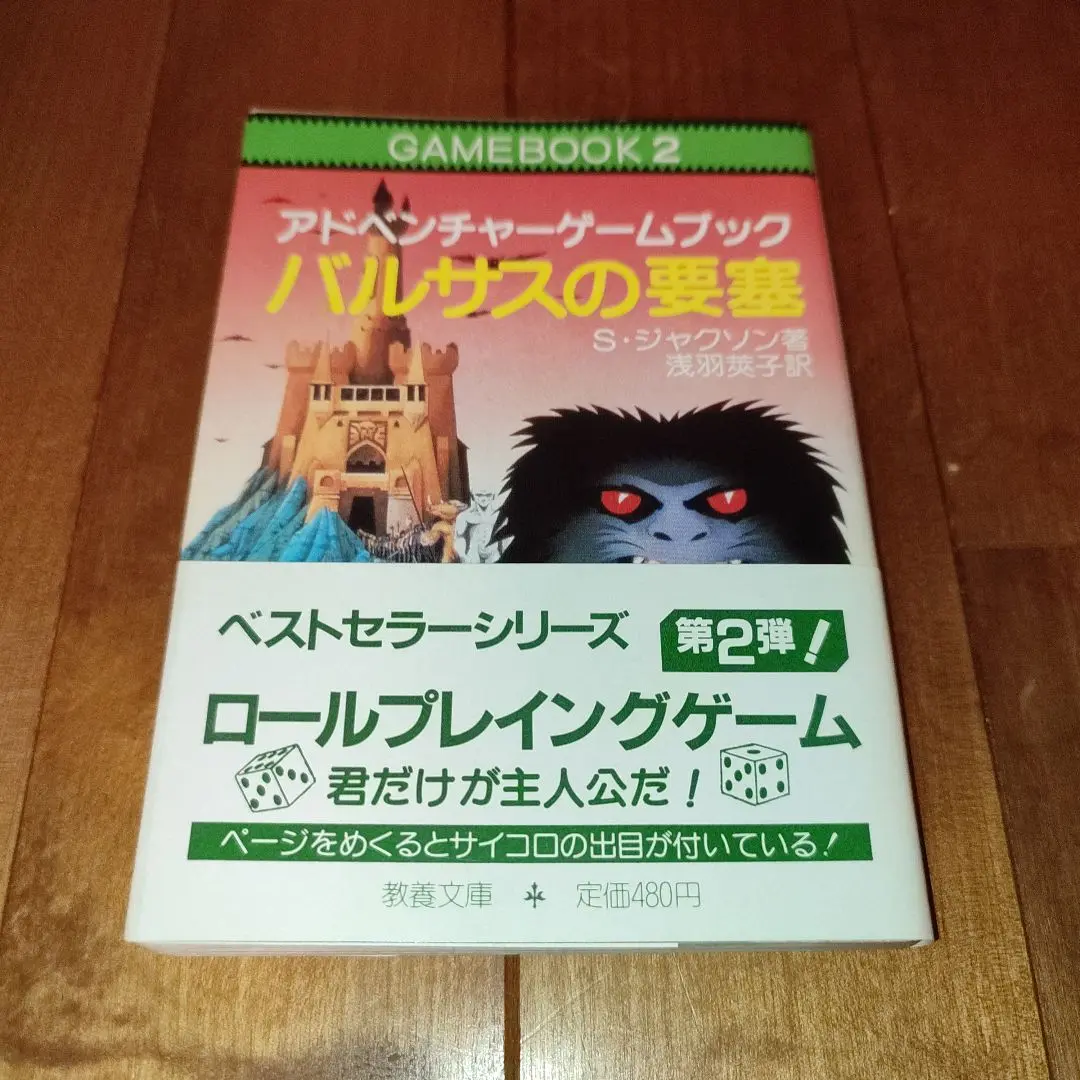 GAMEBOOK 2
アドベンチャーゲームブック
バルサスの要塞
S・ジャクソン著
浅羽莢子訳
ベストセラーシリーズ 第2弾!
ロールプレイングゲーム
君だけが主人公だ!
ページをめくるとサイコロの出目が付いている!
教養文庫 定価480円